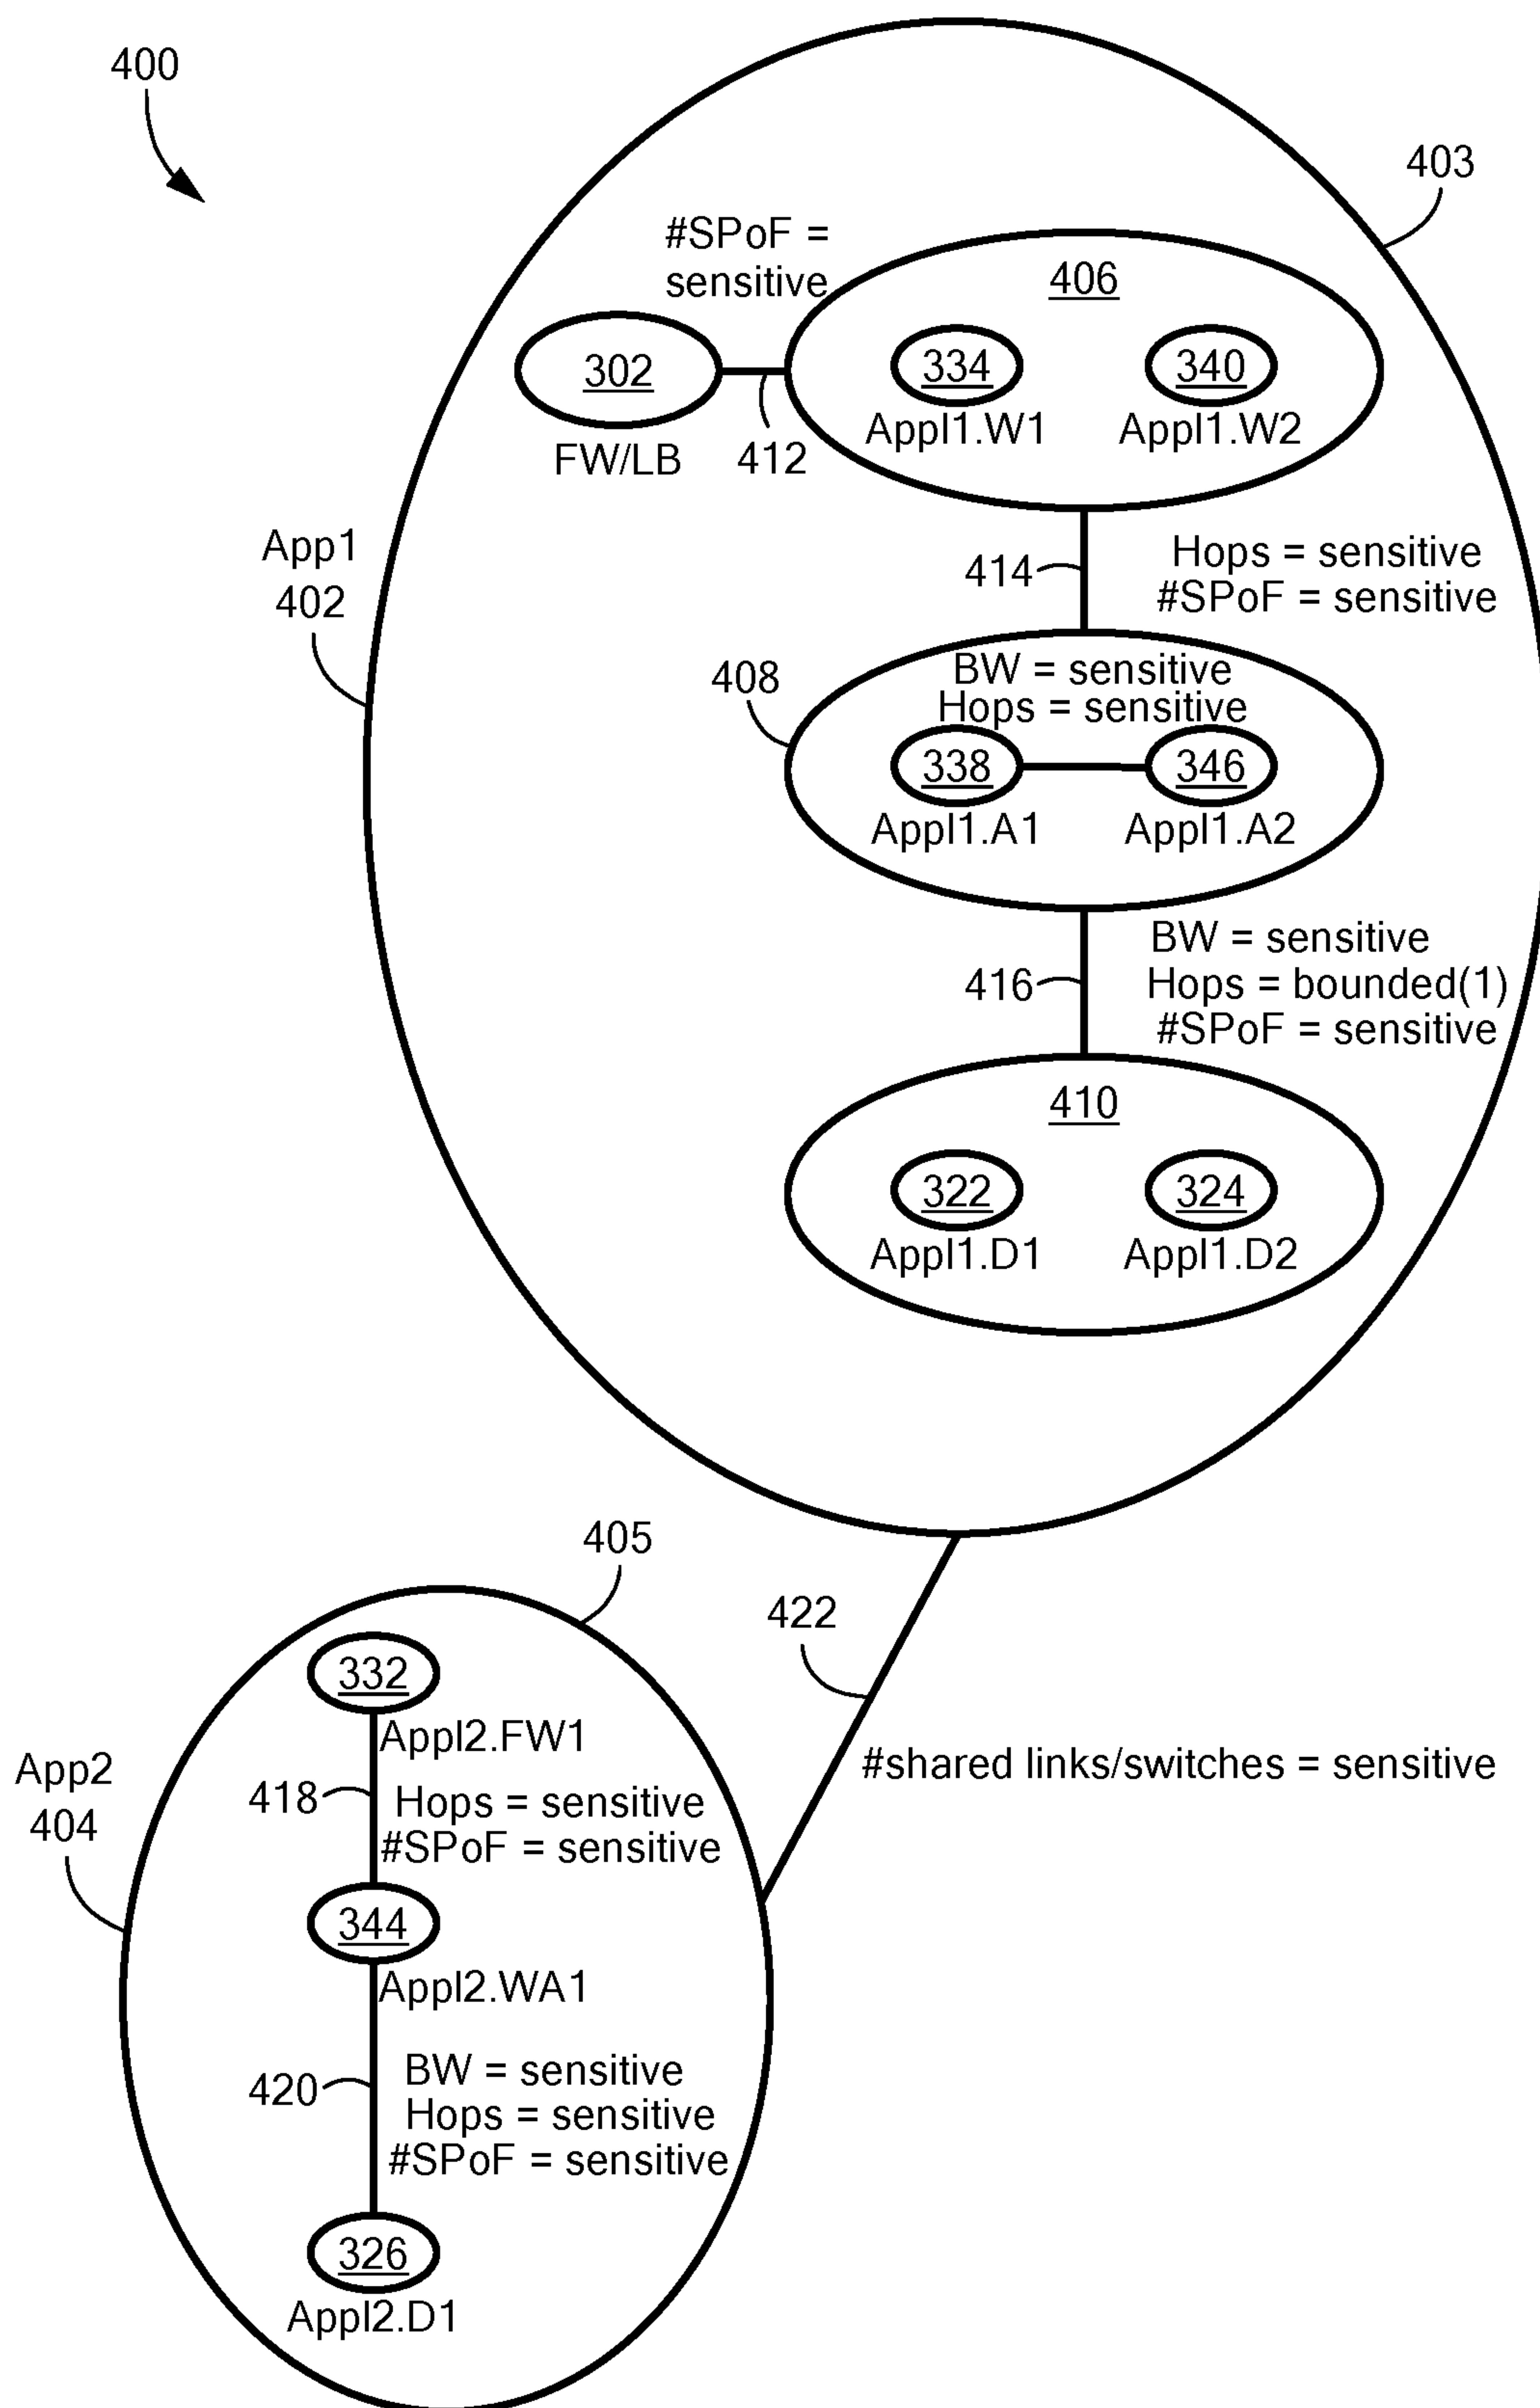 400
403
#SPoF =
sensitive
406
302
334
340
FW/LB
412
Appl1.W1
Appl1.W2
App1
402
414
Hops = sensitive
#SPoF = sensitive
408
BW = sensitive
Hops = sensitive
338
346
Appl1.A1
Appl1.A2
416
BW = sensitive
Hops = bounded(1)
#SPoF = sensitive
410
322
324
Appl1.D1
Appl1.D2
405
422
332
Appl2.FW1
#shared links/switches = sensitive
App2
404
418
Hops = sensitive
#SPoF = sensitive
344
Appl2.WA1
420
BW = sensitive
Hops = sensitive
#SPoF = sensitive
326
Appl2.D1